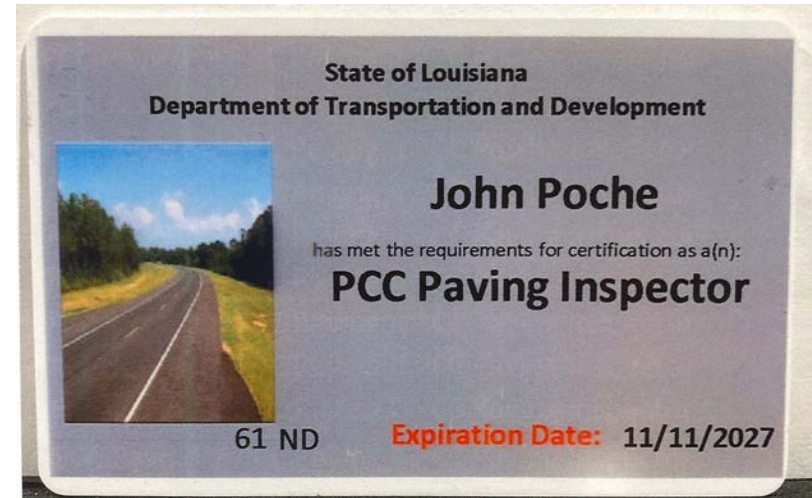 State of Louisiana
Department of Transportation and Development
John Poche
has met the requirements for certification as a(n):
PCC Paving Inspector
61 ND
Expiration Date: 11/11/2027